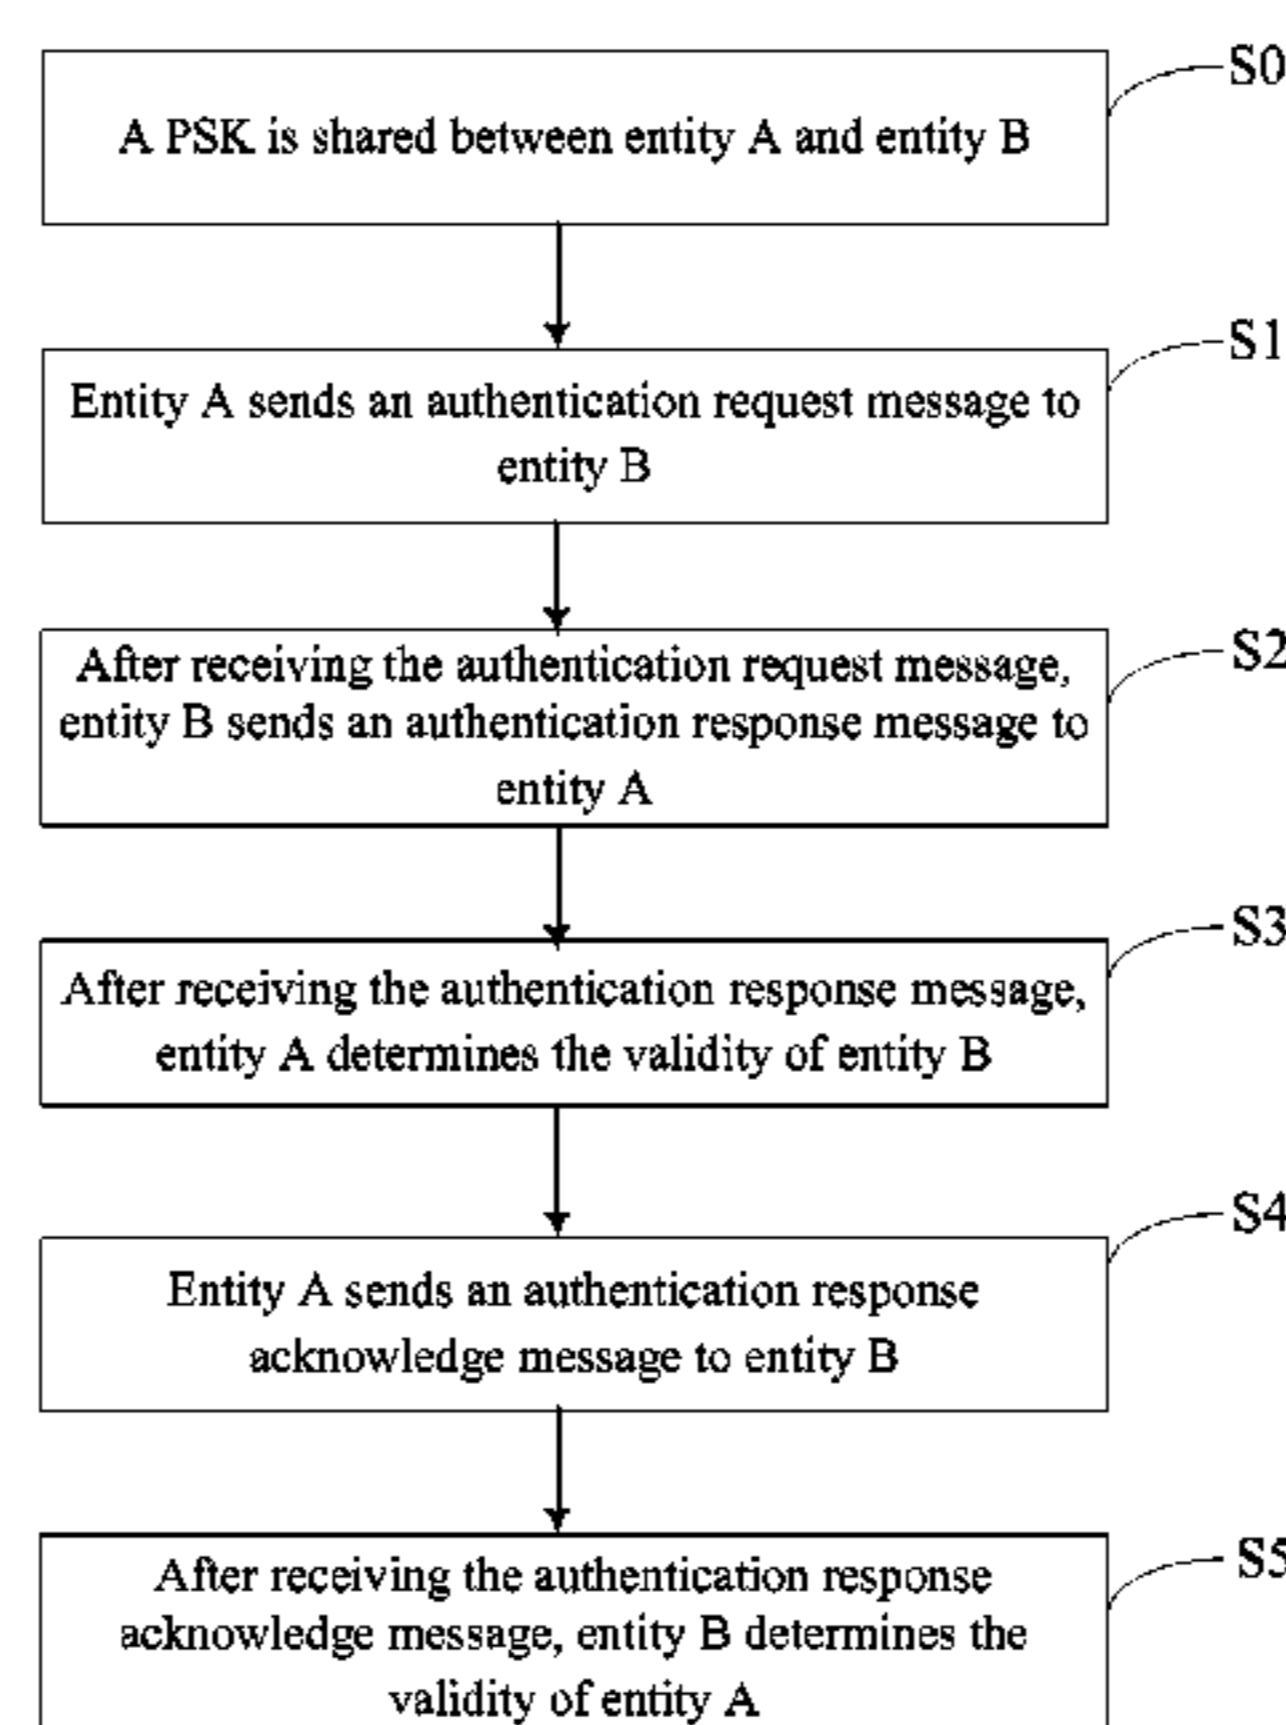 S0
A PSK is shared between entity A and entity B
S1
Entity A sends an authentication request message to
entity B
S2
After receiving the authentication request message,
entity B sends an authentication response message to
entity A
S3
After receiving the authentication response message,
entity A determines the validity of entity B
S4
Entity A sends an authentication response
acknowledge message to entity B
S5
After receiving the authentication response
acknowledge message, entity B determines the
validity of entity A